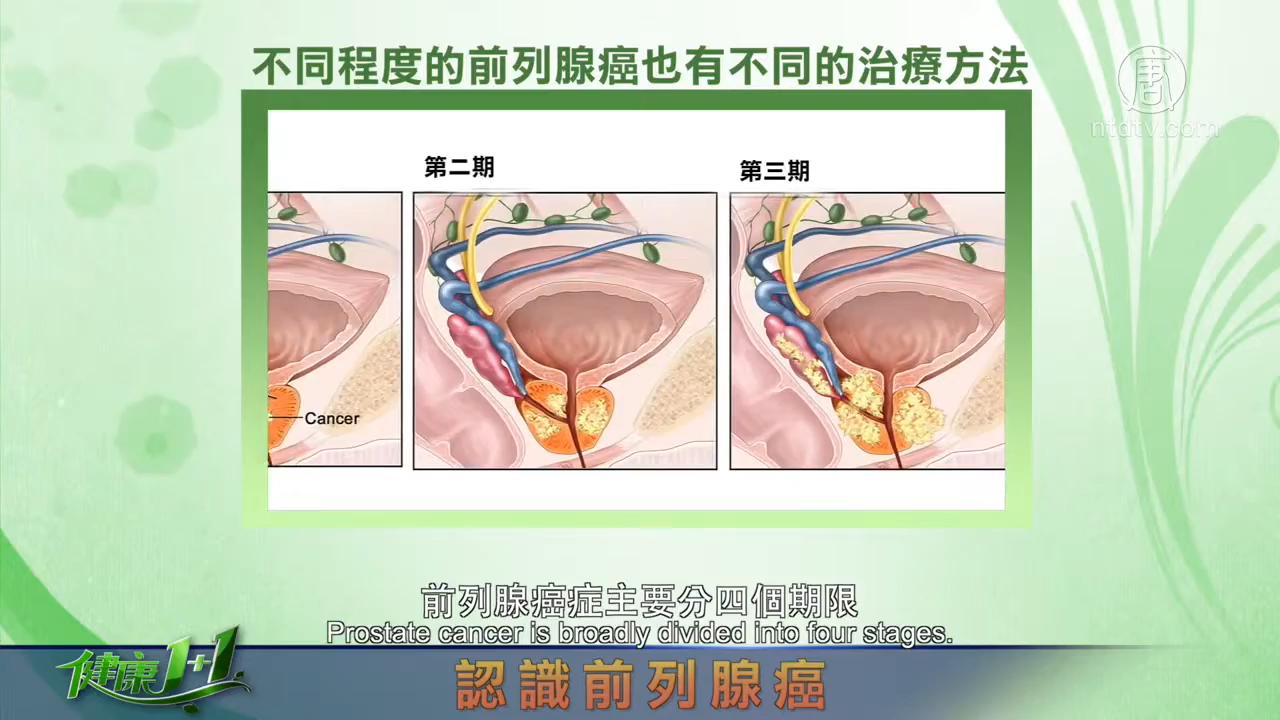 不同程度的前列腺癌也有不同的治療方法
唐
ntdtv.com
第二期
第三期
Cancer
前列腺癌症主要分四個期限
Prostate cancer is broadly divided into four stages.
健康1+1
認識前列腺癌